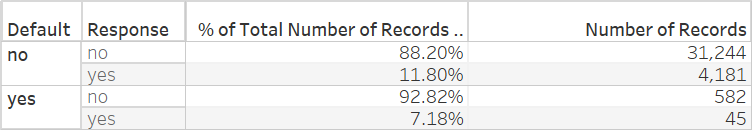 Default Response % of Total Number of Records .. Number of Records
no no 88.20% 31,244
yes 11.80% 4,181
yes no 92.82% 582
yes 7.18% 45